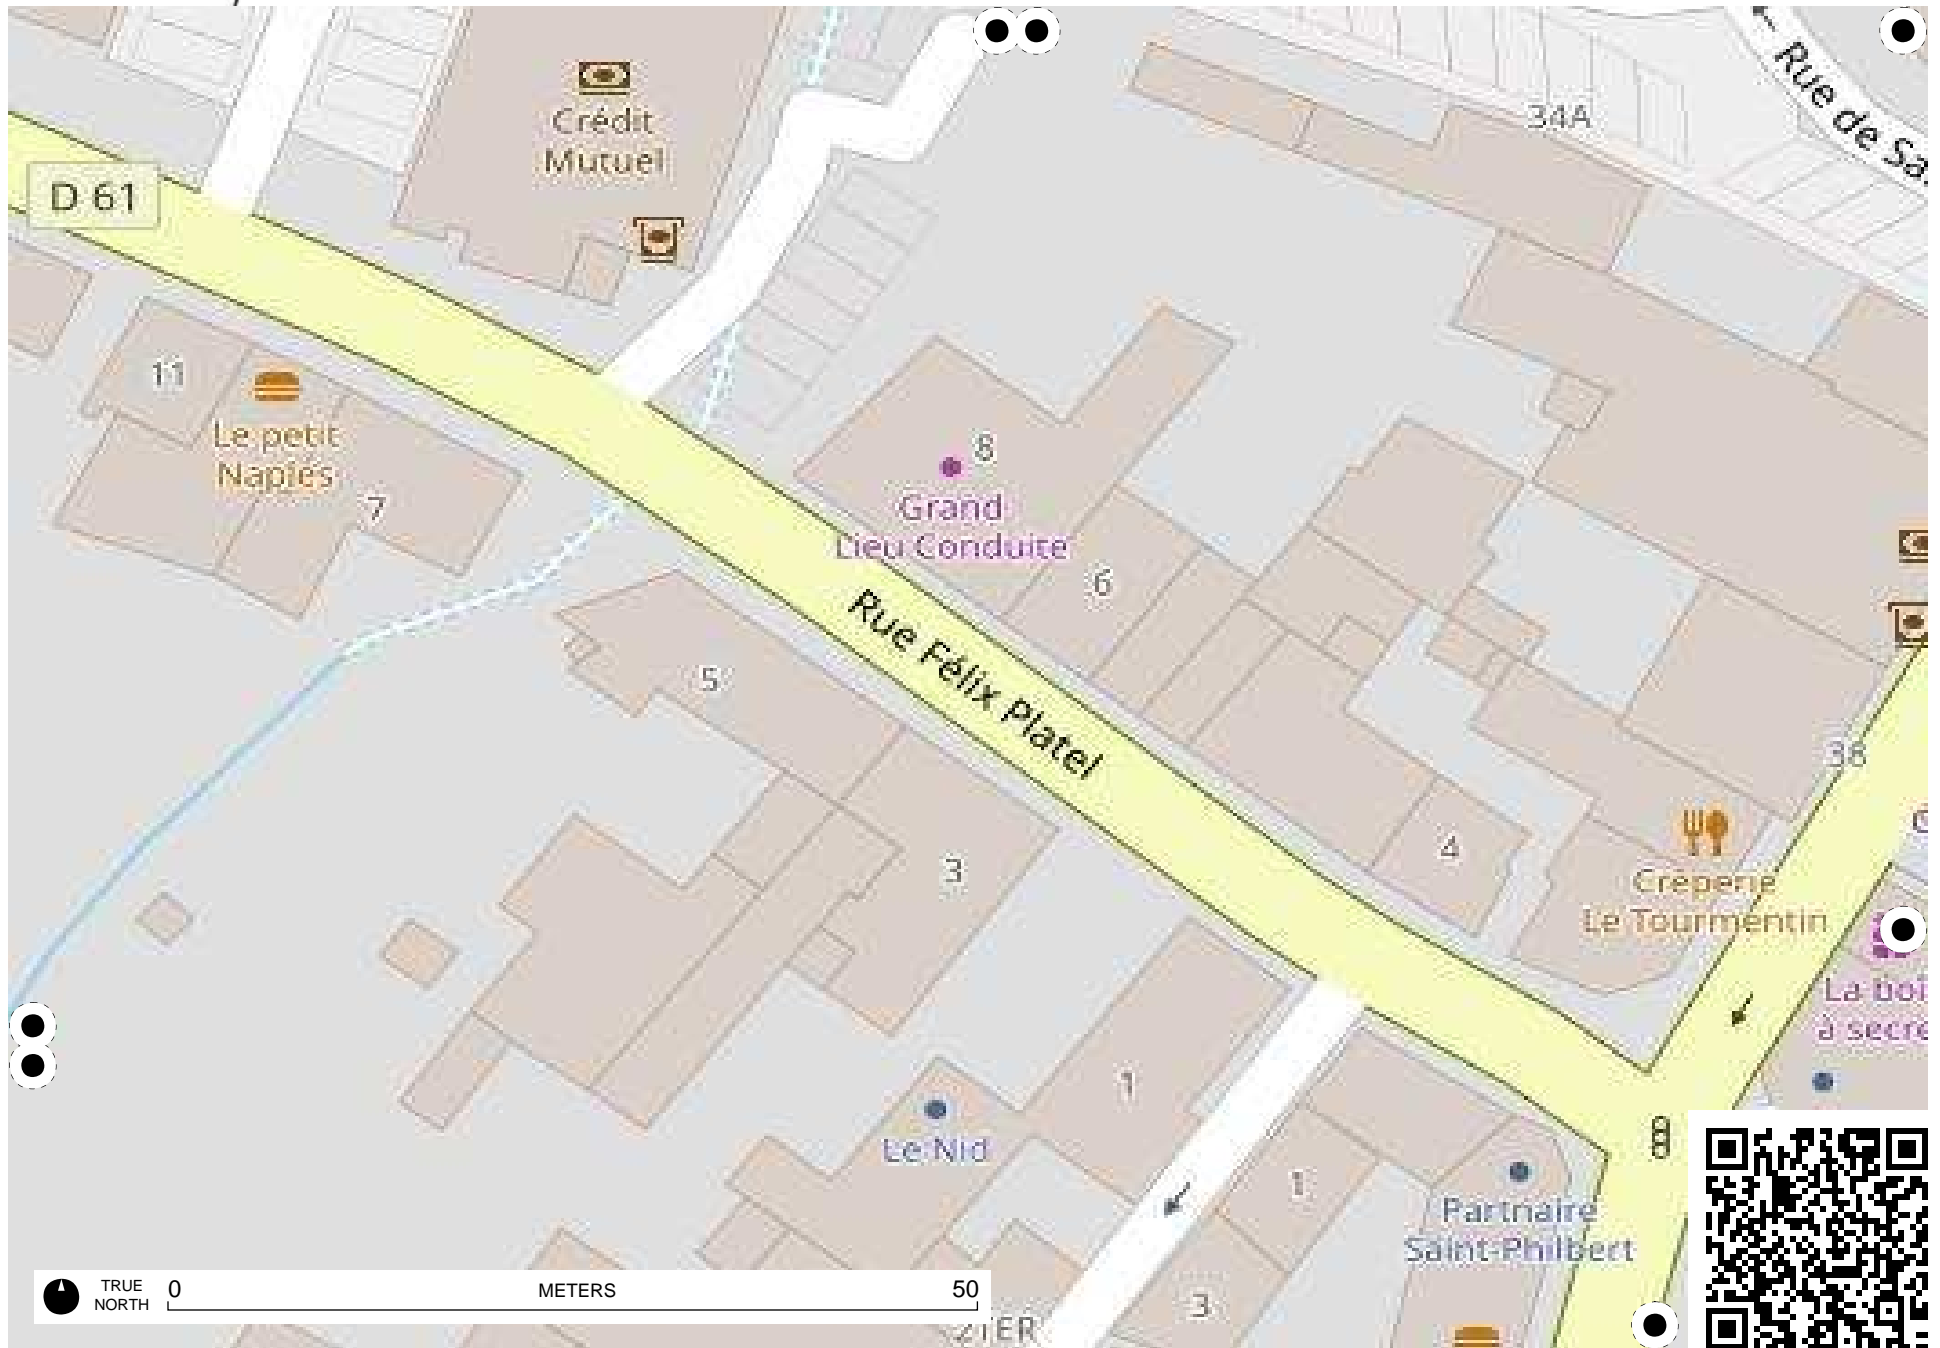 34A
Rue de Sa
Crédit
Mutuel
D 61
11
Le petit
Naples
7
8
Grand
Lieu Conduite
6
Rue Félix Platel
5
38
3
4
Crêperie
Le Tourmentin
La boi
à secre
1
Le Nid
1
Partnaire
Saint-Philbert
3
2TER
TRUE
NORTH
0
METERS
50